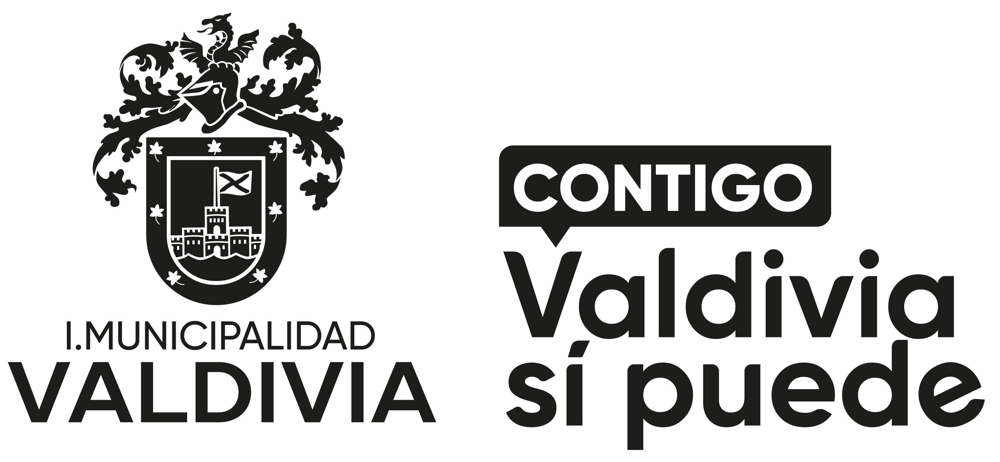 I.MUNICIPALIDAD
VALDIVIA
CONTIGO
Valdivia
sí puede